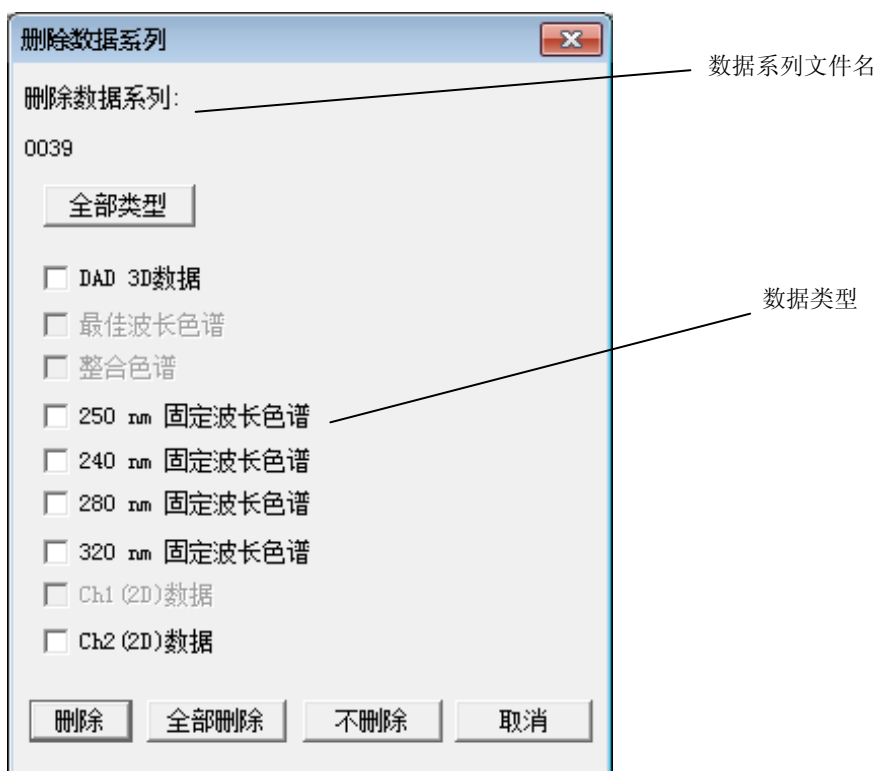 删除数据系列
数据系列文件名
删除数据系列:
0039
全部类型
DAD 3D数据
数据类型
最佳波长色谱
整合色谱
250 nm 固定波长色谱
240 nm 固定波长色谱
280 nm 固定波长色谱
320 nm 固定波长色谱
Ch1(2D)数据
Ch2(2D)数据
删除 全部删除 不删除 取消